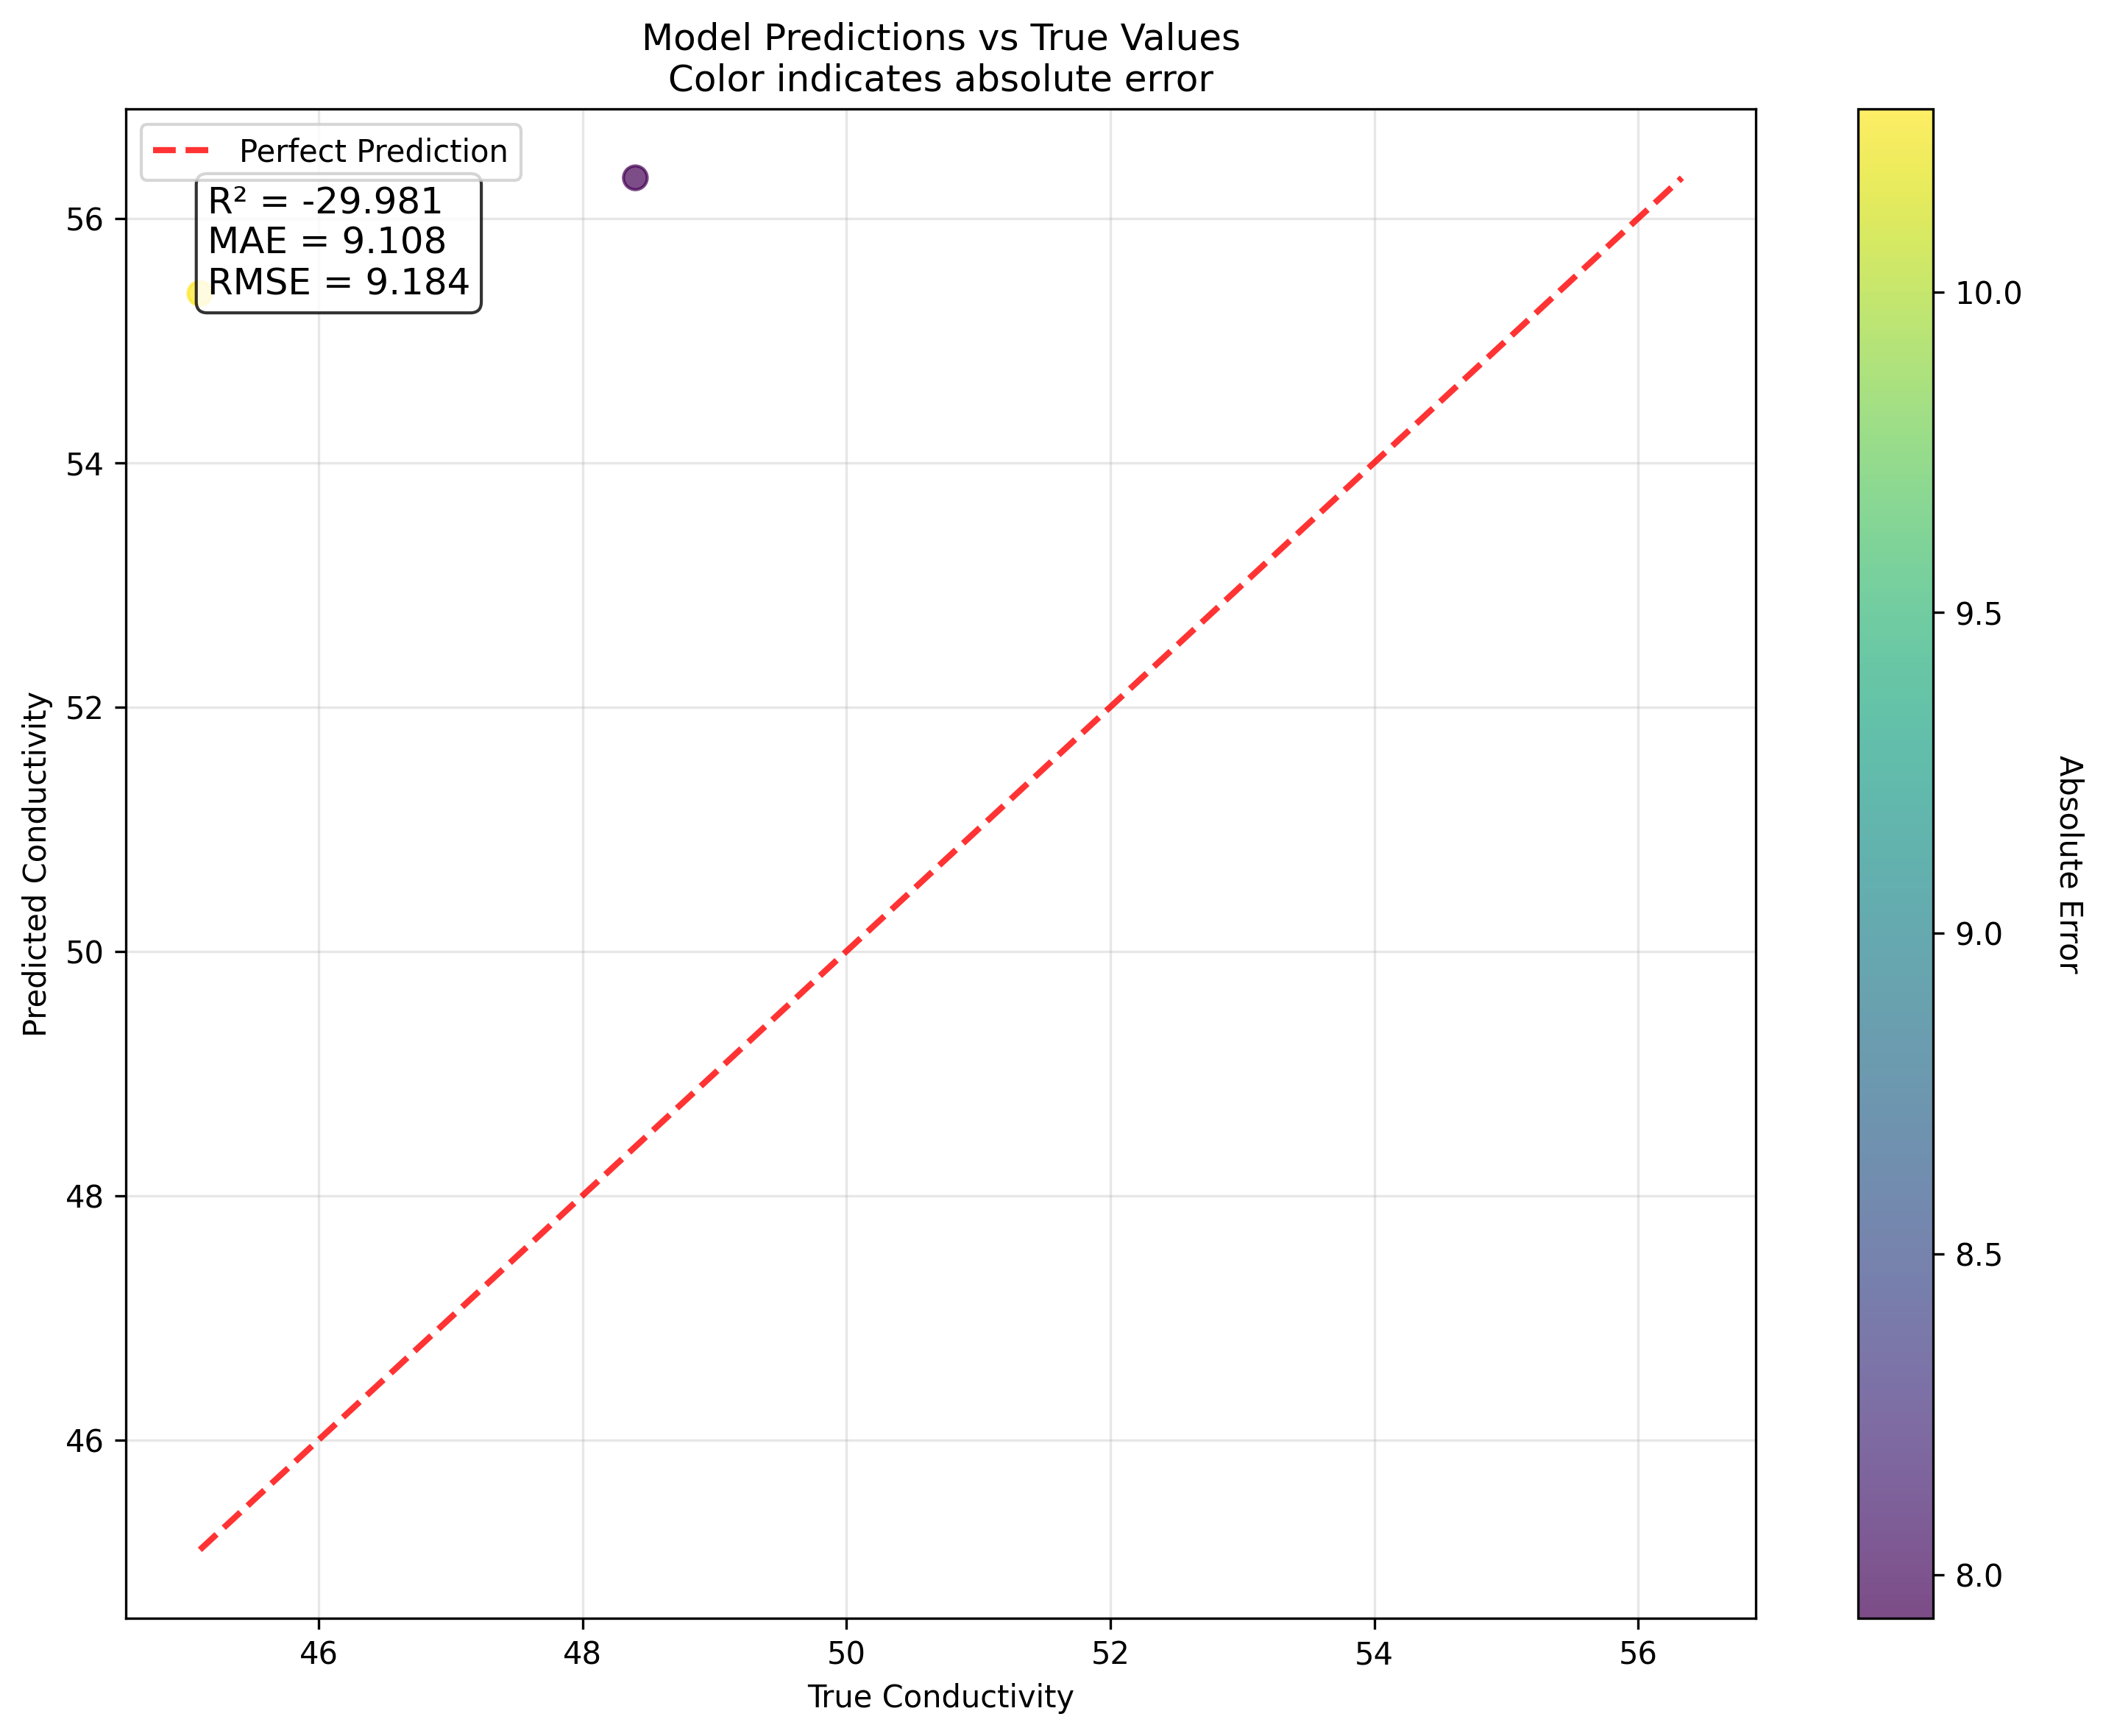 Model Predictions vs True Values
Color indicates absolute error
Perfect Prediction
R² = -29.981
MAE = 9.108
RMSE = 9.184
Predicted Conductivity
56
54
52
50
48
46
46
48
50
52
54
56
True Conductivity
10.0
9.5
9.0
8.5
8.0
Absolute Error